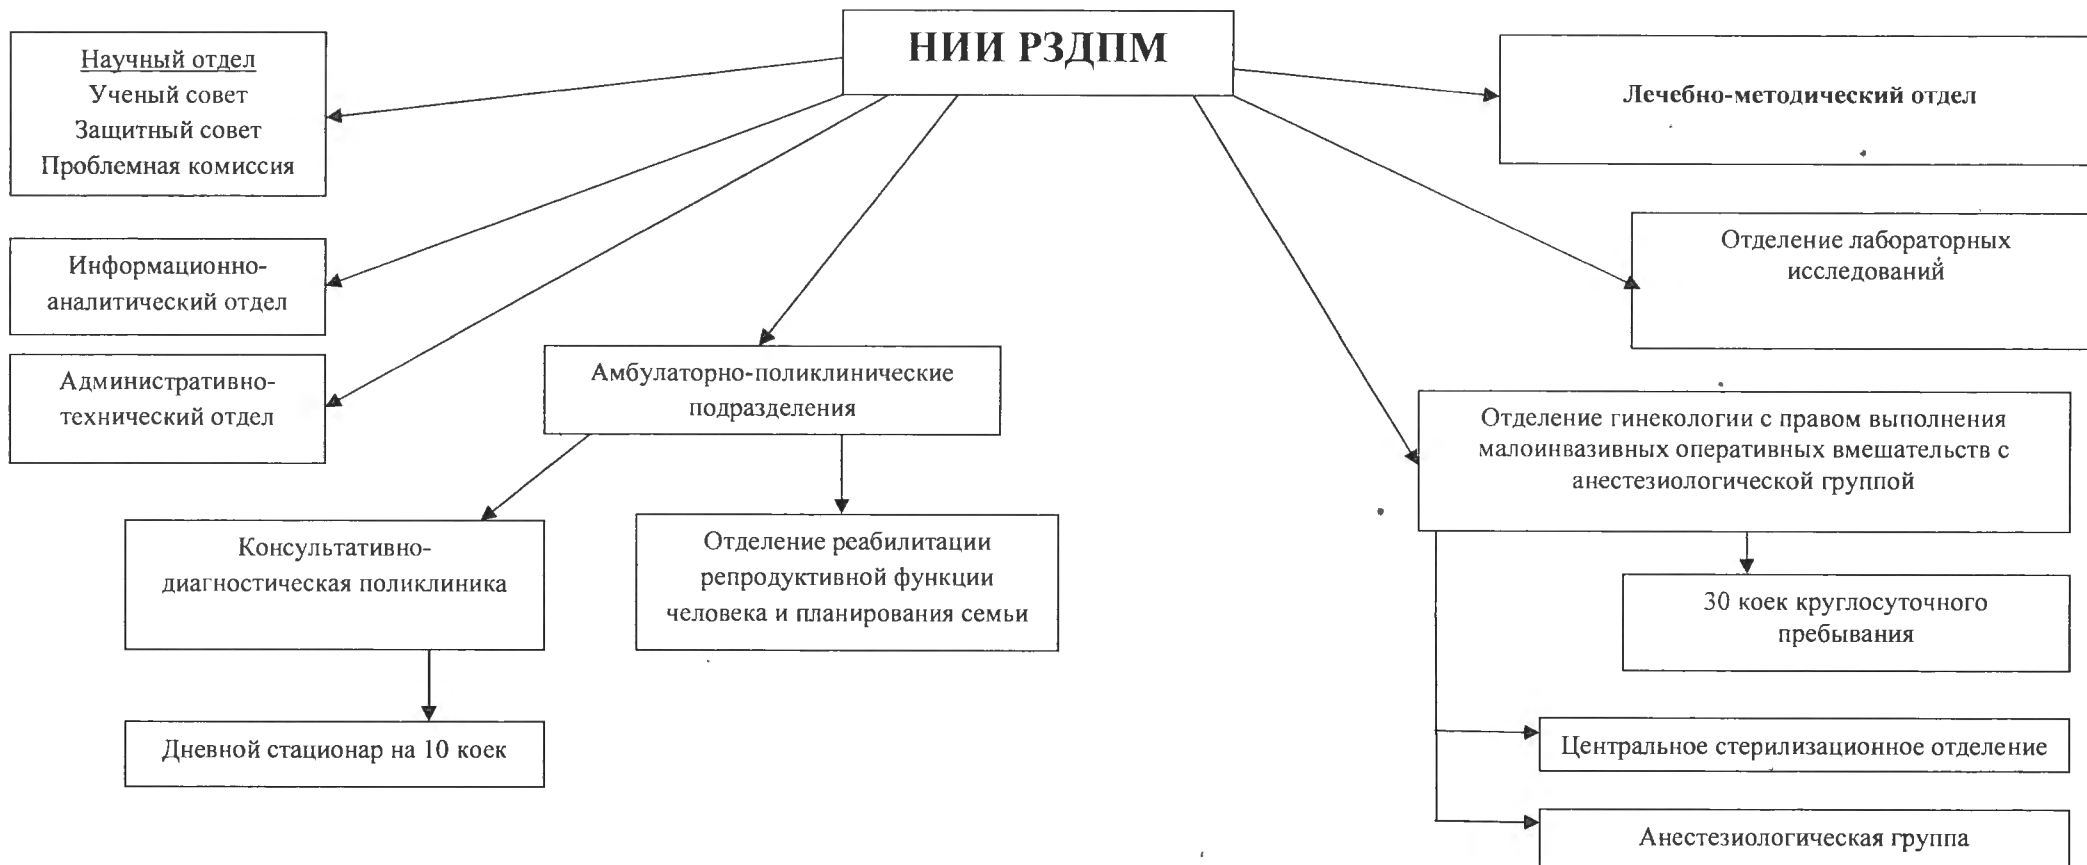 НИИ РЗДПМ
Научный отдел
Ученый совет
Защитный совет
Проблемная комиссия
Лечебно-методический отдел
Информационно-
аналитический отдел
Отделение лабораторных
исследований
Административно-
технический отдел
Амбулаторно-поликлинические
подразделения
Отделение гинекологии с правом выполнения
малоинвазивных оперативных вмешательств с
анестезиологической группой
Консультативно-
диагностическая поликлиника
Отделение реабилитации
репродуктивной функции
человека и планирования семьи
30 коек круглосуточного
пребывания
Дневной стационар на 10 коек
Центральное стерилизационное отделение
Анестезиологическая группа